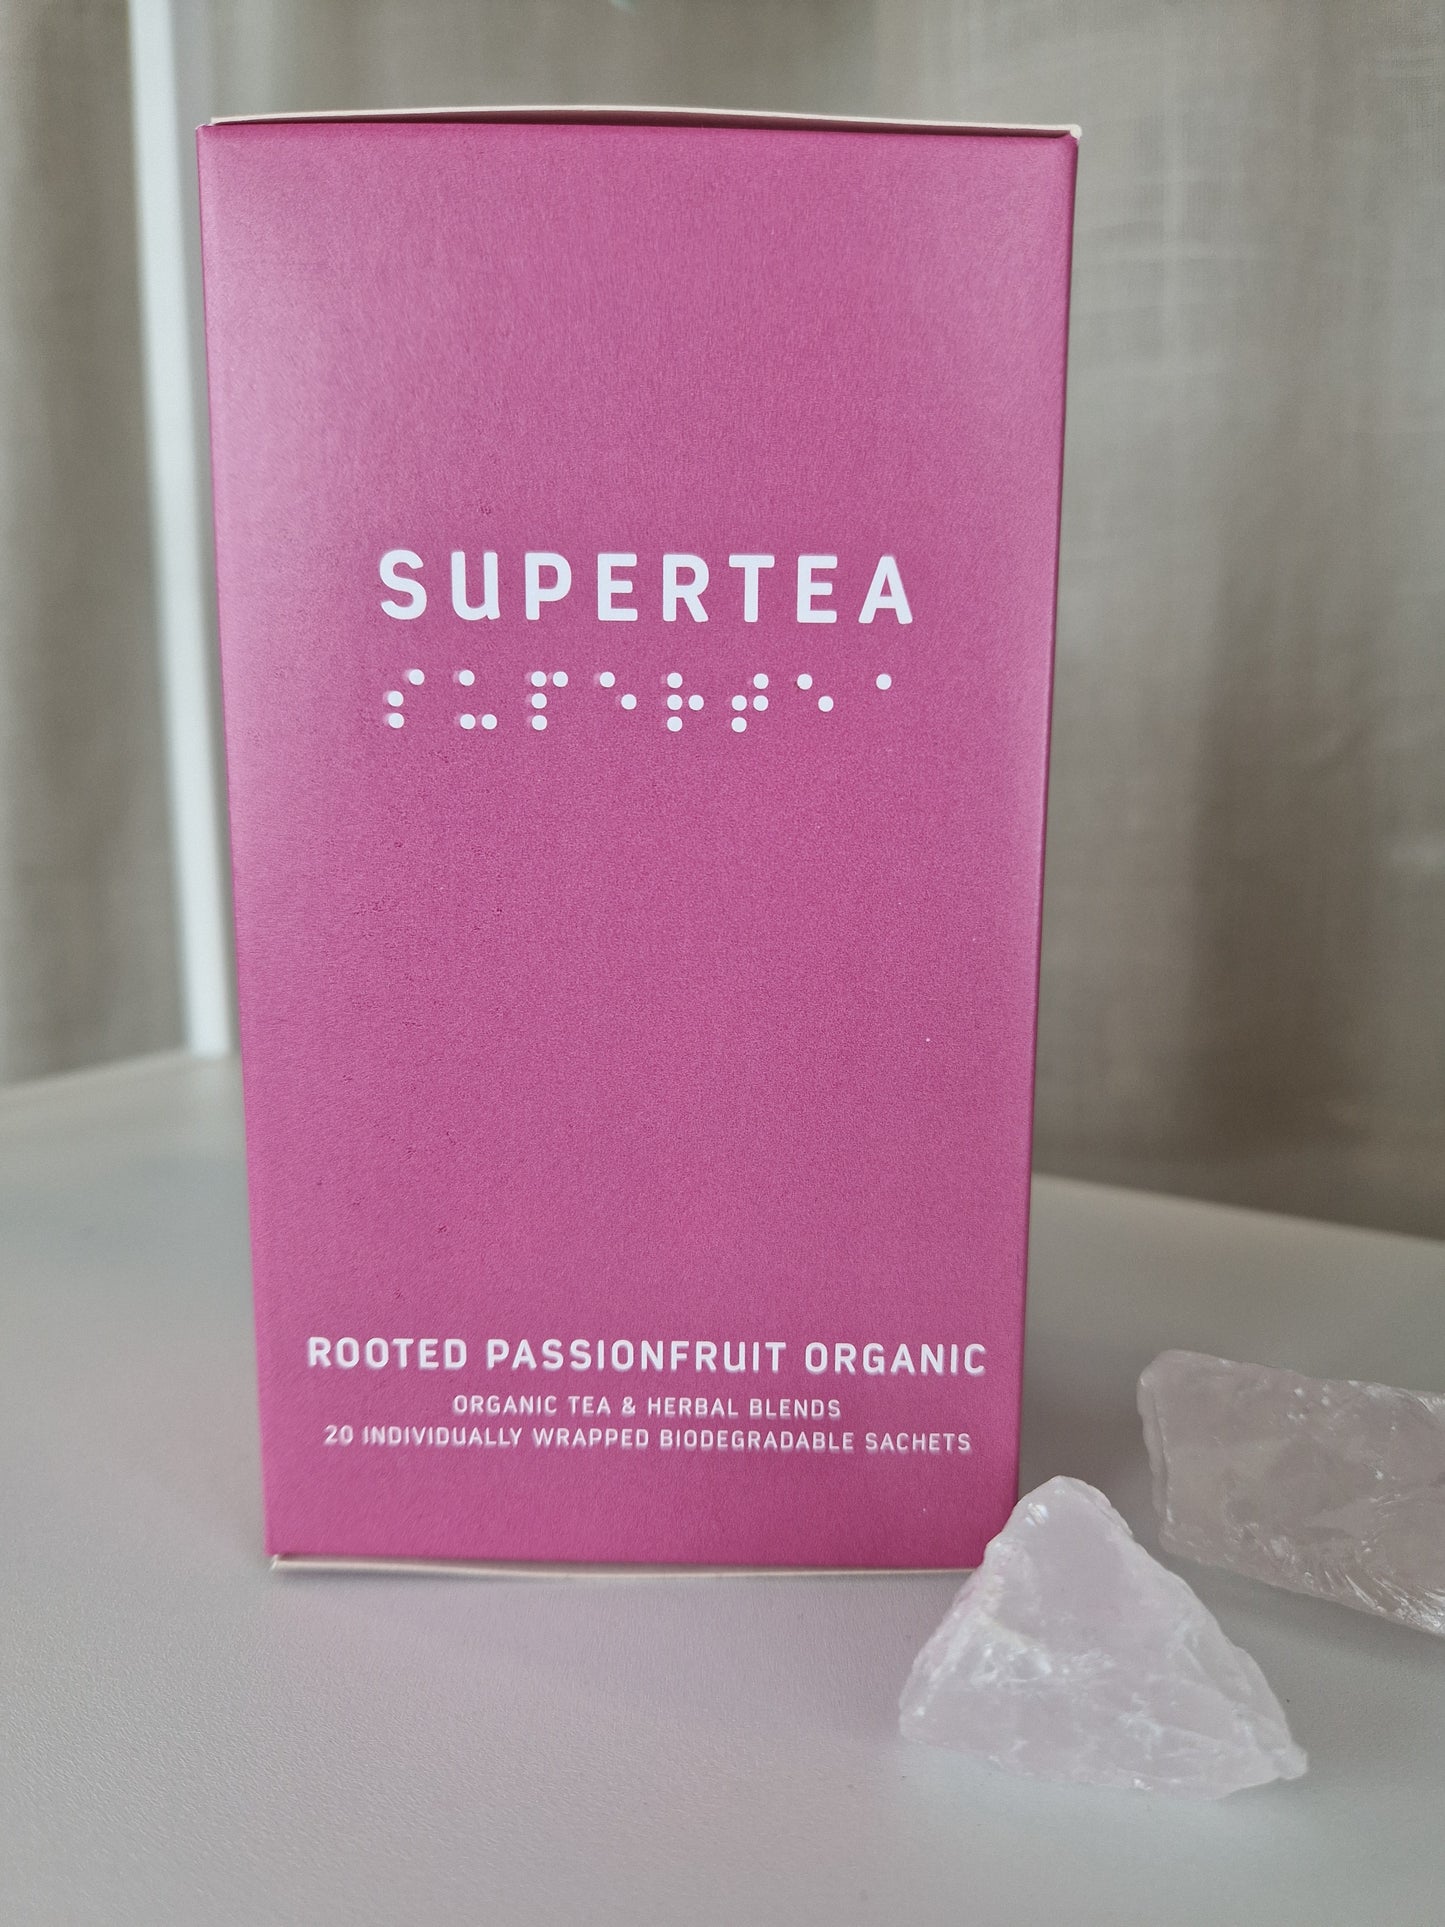 SUPERTEA
⠎⠥⠏⠑⠗⠞⠑⠁
ROOTED PASSIONFRUIT ORGANIC
ORGANIC TEA & HERBAL BLENDS
20 INDIVIDUALLY WRAPPED BIODEGRADABLE SACHETS